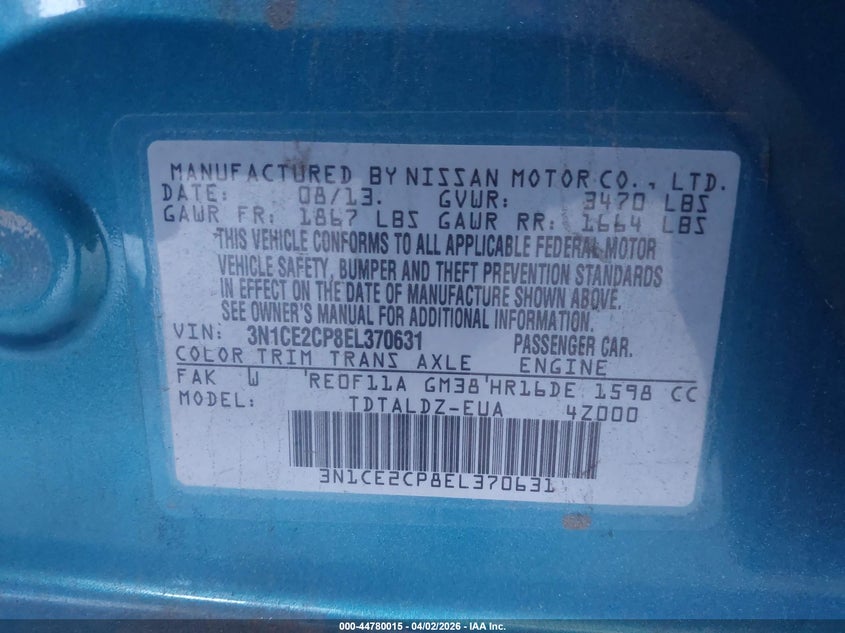 MANUFACTURED BY NISSAN MOTOR CO., LTD.
DATE: 08/13. GVWR: 3470 LBS
GAWR FR: 1867 LBS GAWR RR: 1664 LBS
THIS VEHICLE CONFORMS TO ALL APPLICABLE FEDERAL MOTOR
VEHICLE SAFETY, BUMPER AND THEFT PREVENTION STANDARDS
IN EFFECT ON THE DATE OF MANUFACTURE SHOWN ABOVE.
SEE OWNER'S MANUAL FOR ADDITIONAL INFORMATION.
VIN: 3N1CE2CP8EL370631 PASSENGER CAR.
COLOR TRIM TRANS AXLE ENGINE
FAK W RE0F11A GM38 HR16DE 1598 CC
MODEL: TDTALDZ-EUA 4Z000
3N1CE2CP8EL370631
000-44780015 - 04/02/2026 - IAA Inc.